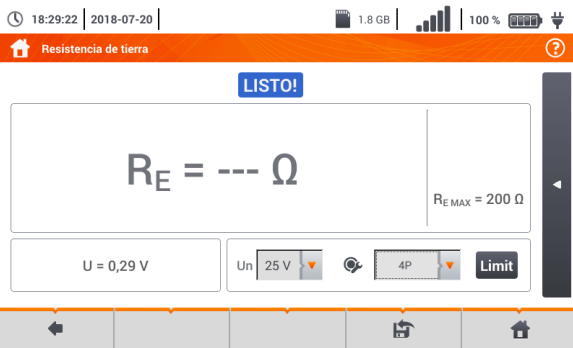 18:29:22 2018-07-20 1.8 GB 100 %
Resistencia de tierra ?
LISTO!
RE = --- Ω
RE MAX = 200 Ω
U = 0,29 V Un 25 V 4P Limit